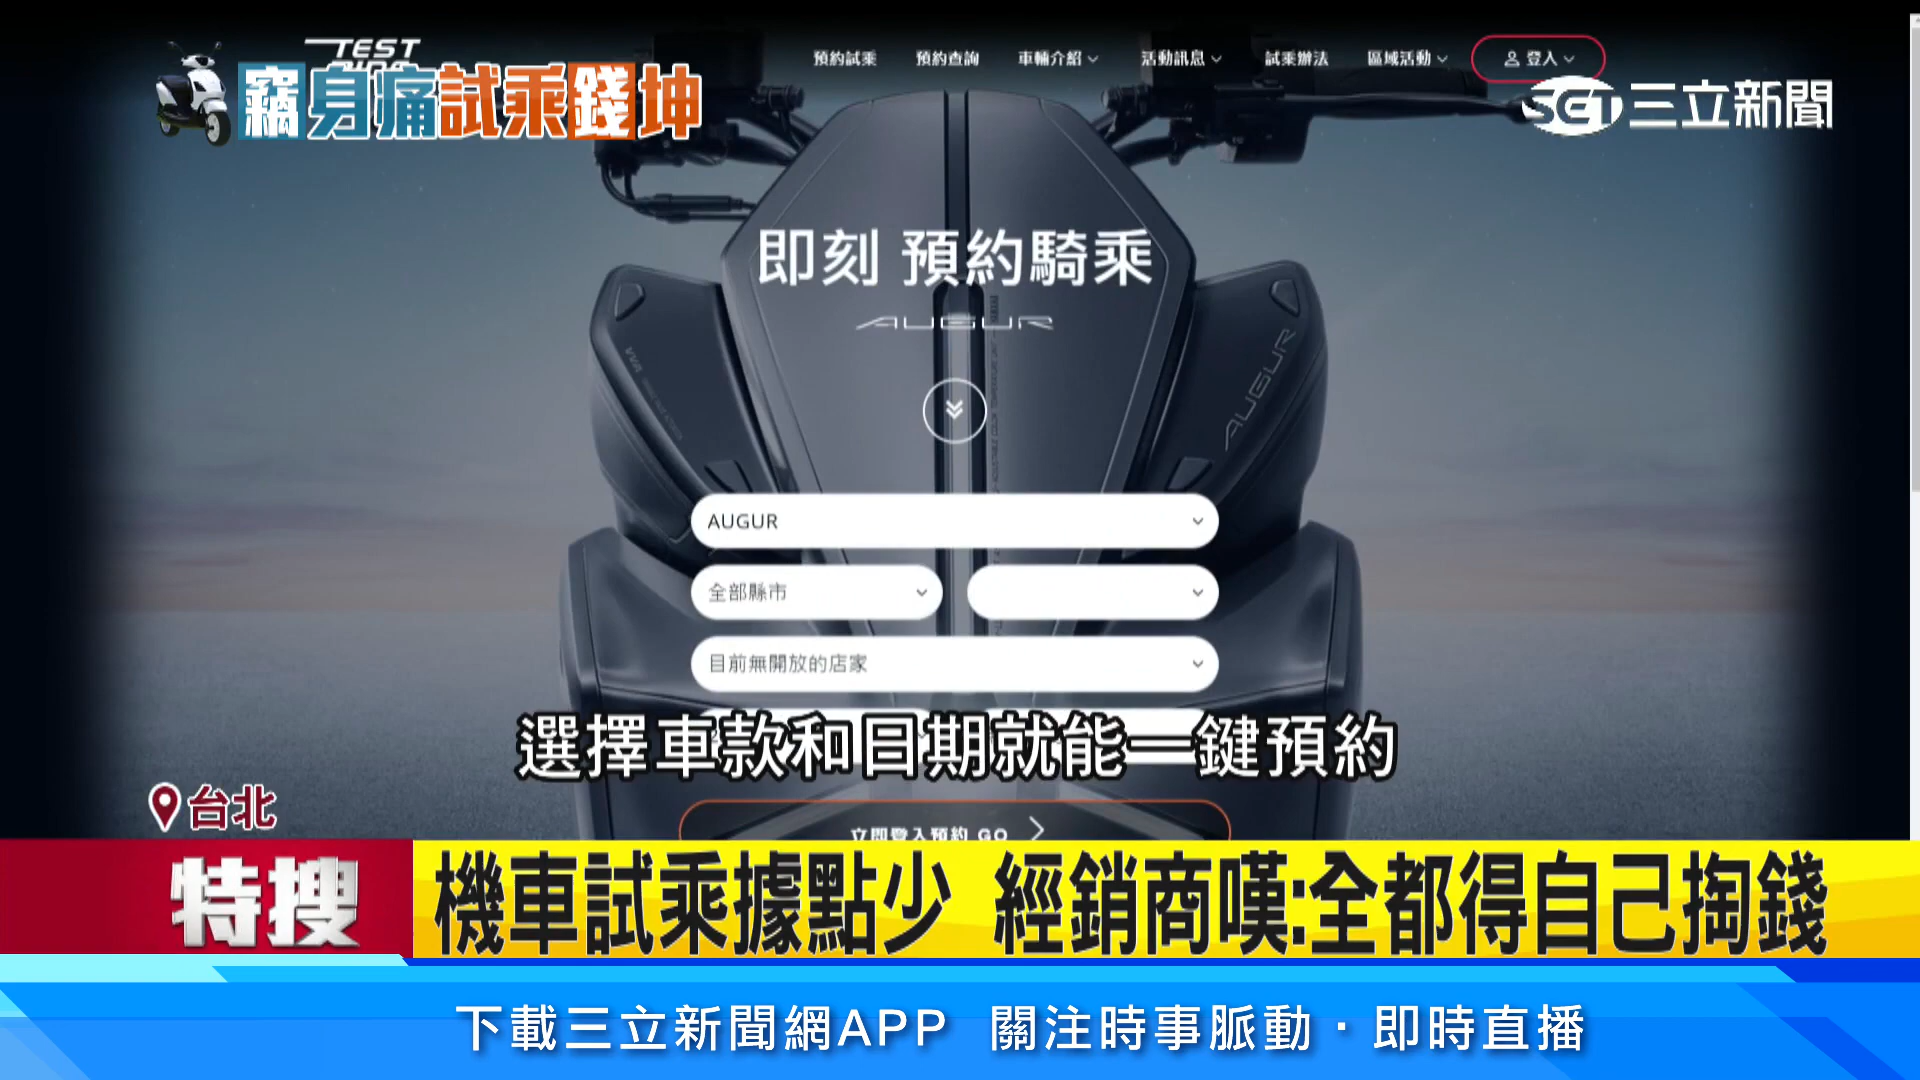 TEST
RIDE
預約試乘 預約查詢 車輛介紹 活動訊息 試乘辦法 區域活動 登入
竊身痛試乘錢坤
SET三立新聞
即刻 預約騎乘
AUGUR
AUGUR
AUGUR
全部縣市
目前無開放的店家
選擇車款和日期就能一鍵預約
台北
立即登入預約 GO
特搜
機車試乘據點少 經銷商嘆:全都得自己掏錢
下載三立新聞網APP 關注時事脈動・即時直播